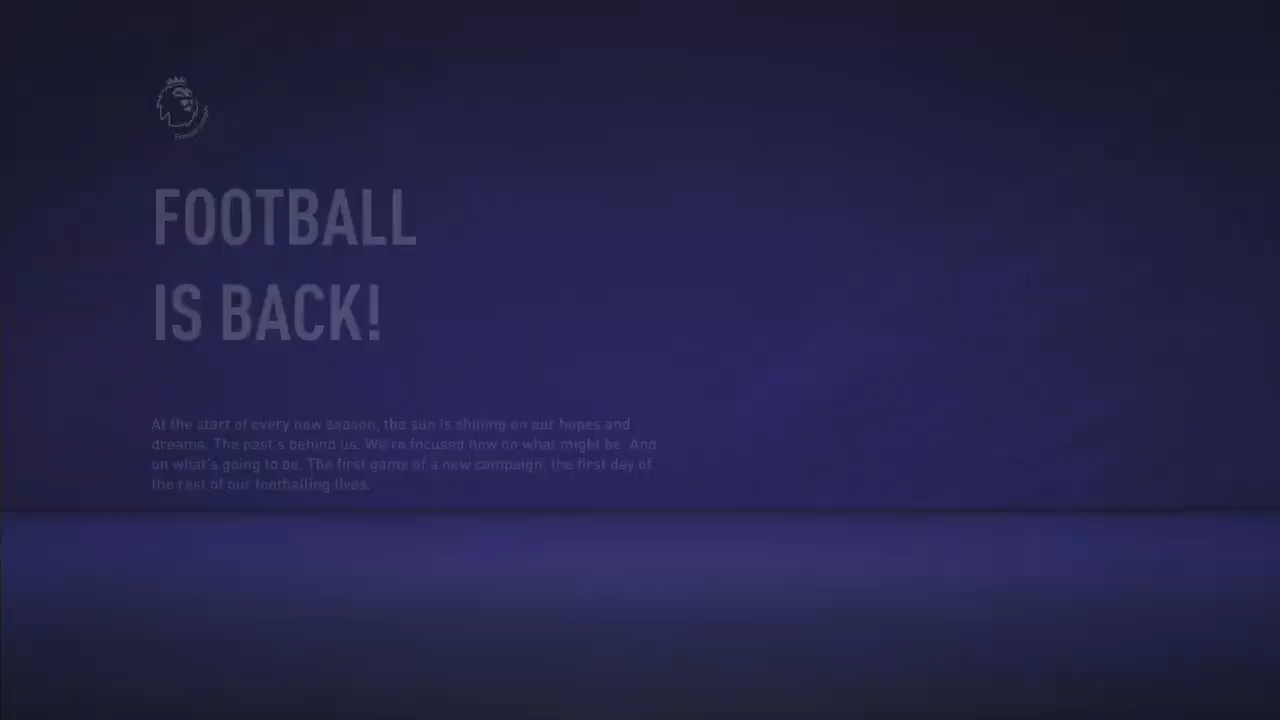 Premier League
FOOTBALL
IS BACK!
At the start of every new season, the sun is shining on our hopes and
dreams. The past's behind us. We're focused now on what might be. And
on what's going to be. The first game of a new campaign, the first day of
the rest of our footballing lives.